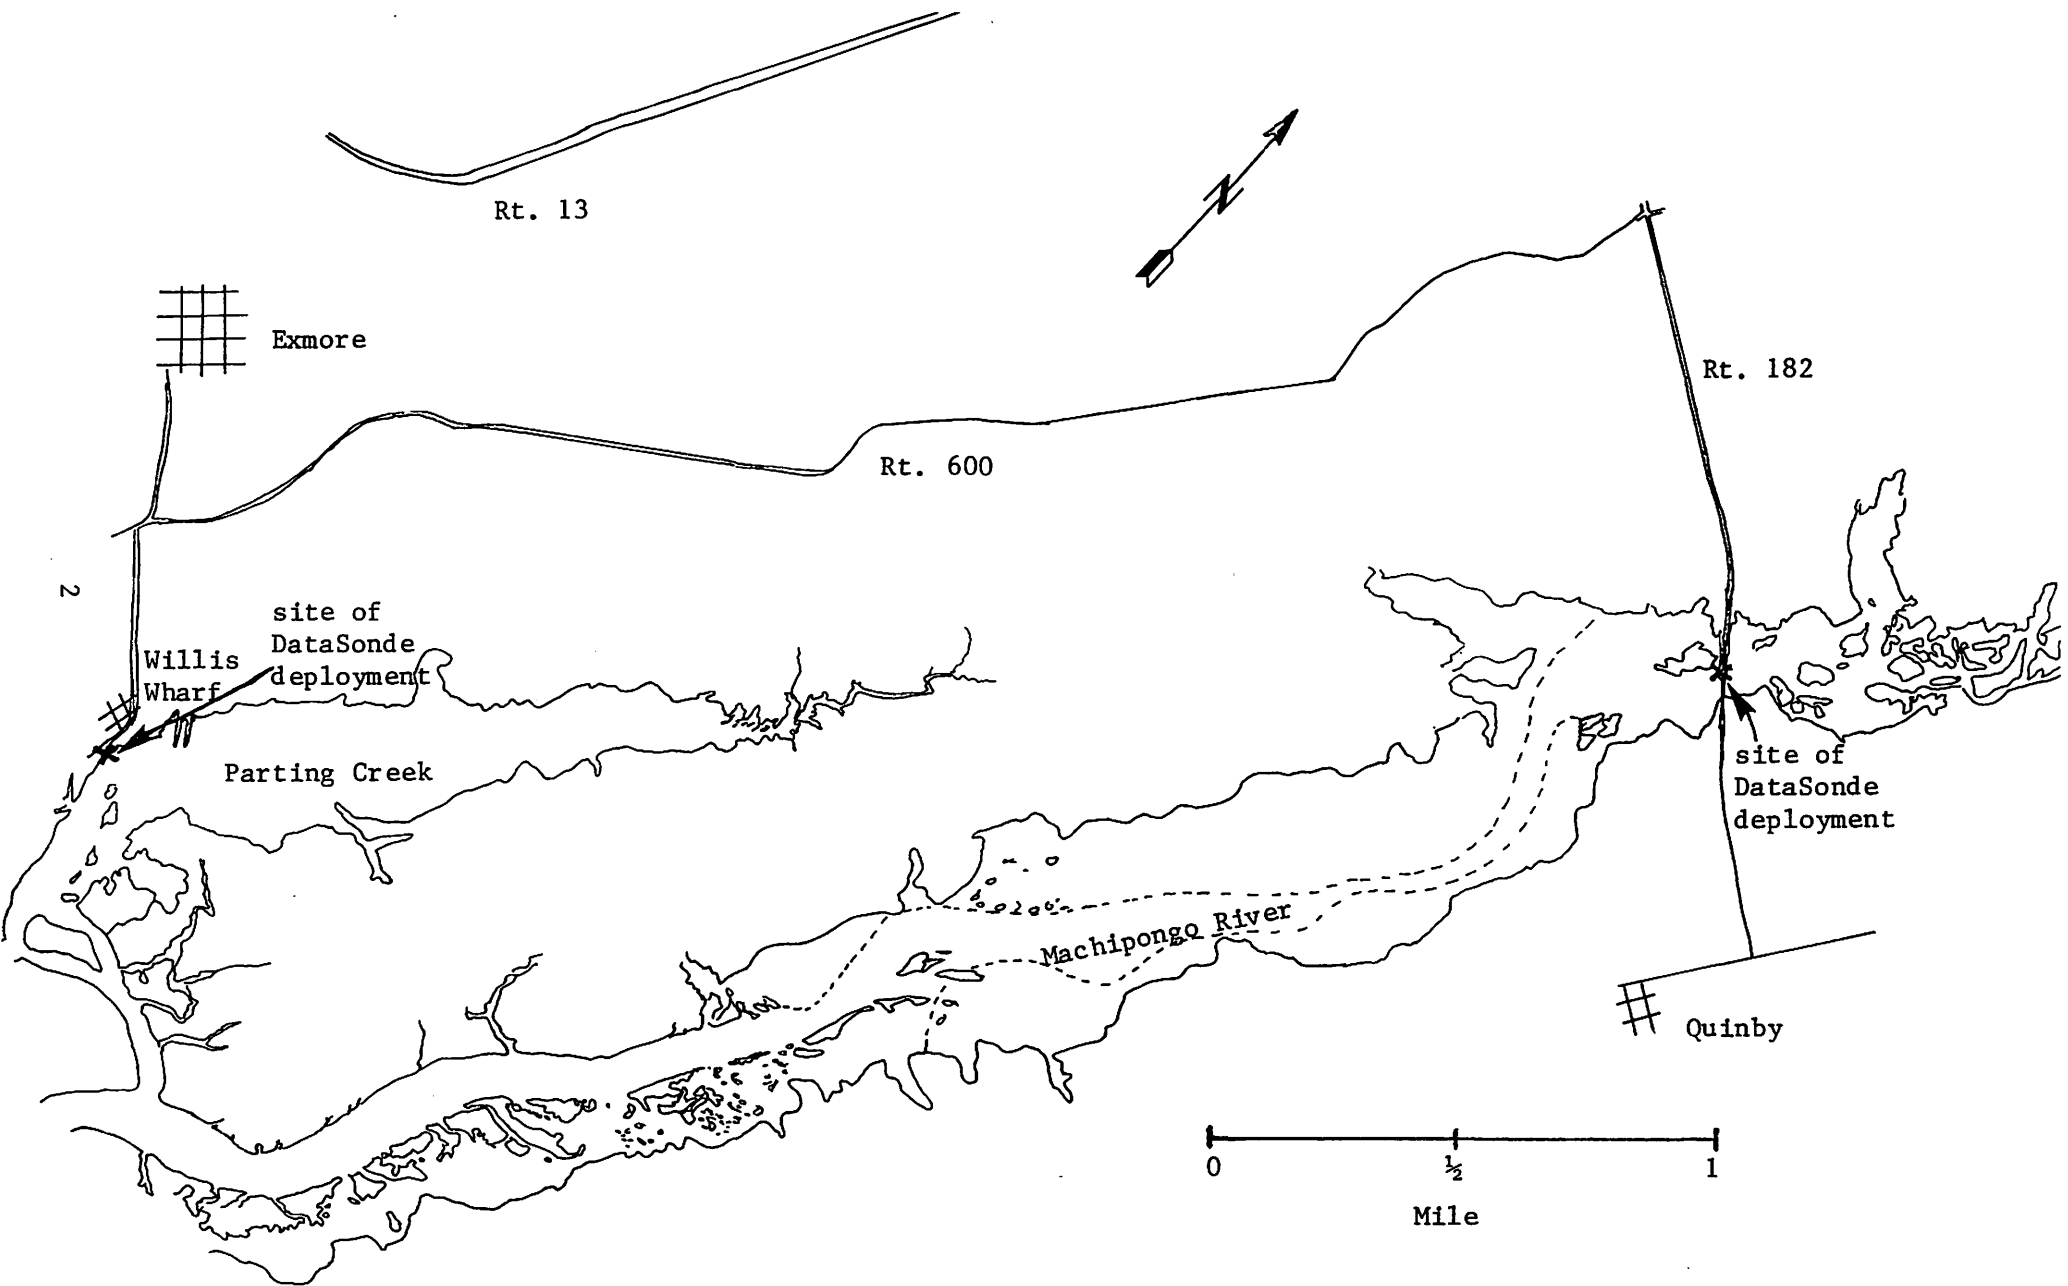 Rt. 13
N
Exmore
Rt. 182
Rt. 600
2
site of
DataSonde
deployment
Willis
Wharf
Parting Creek
site of
DataSonde
deployment
Machipongo River
Quinby
0 ½ 1
Mile